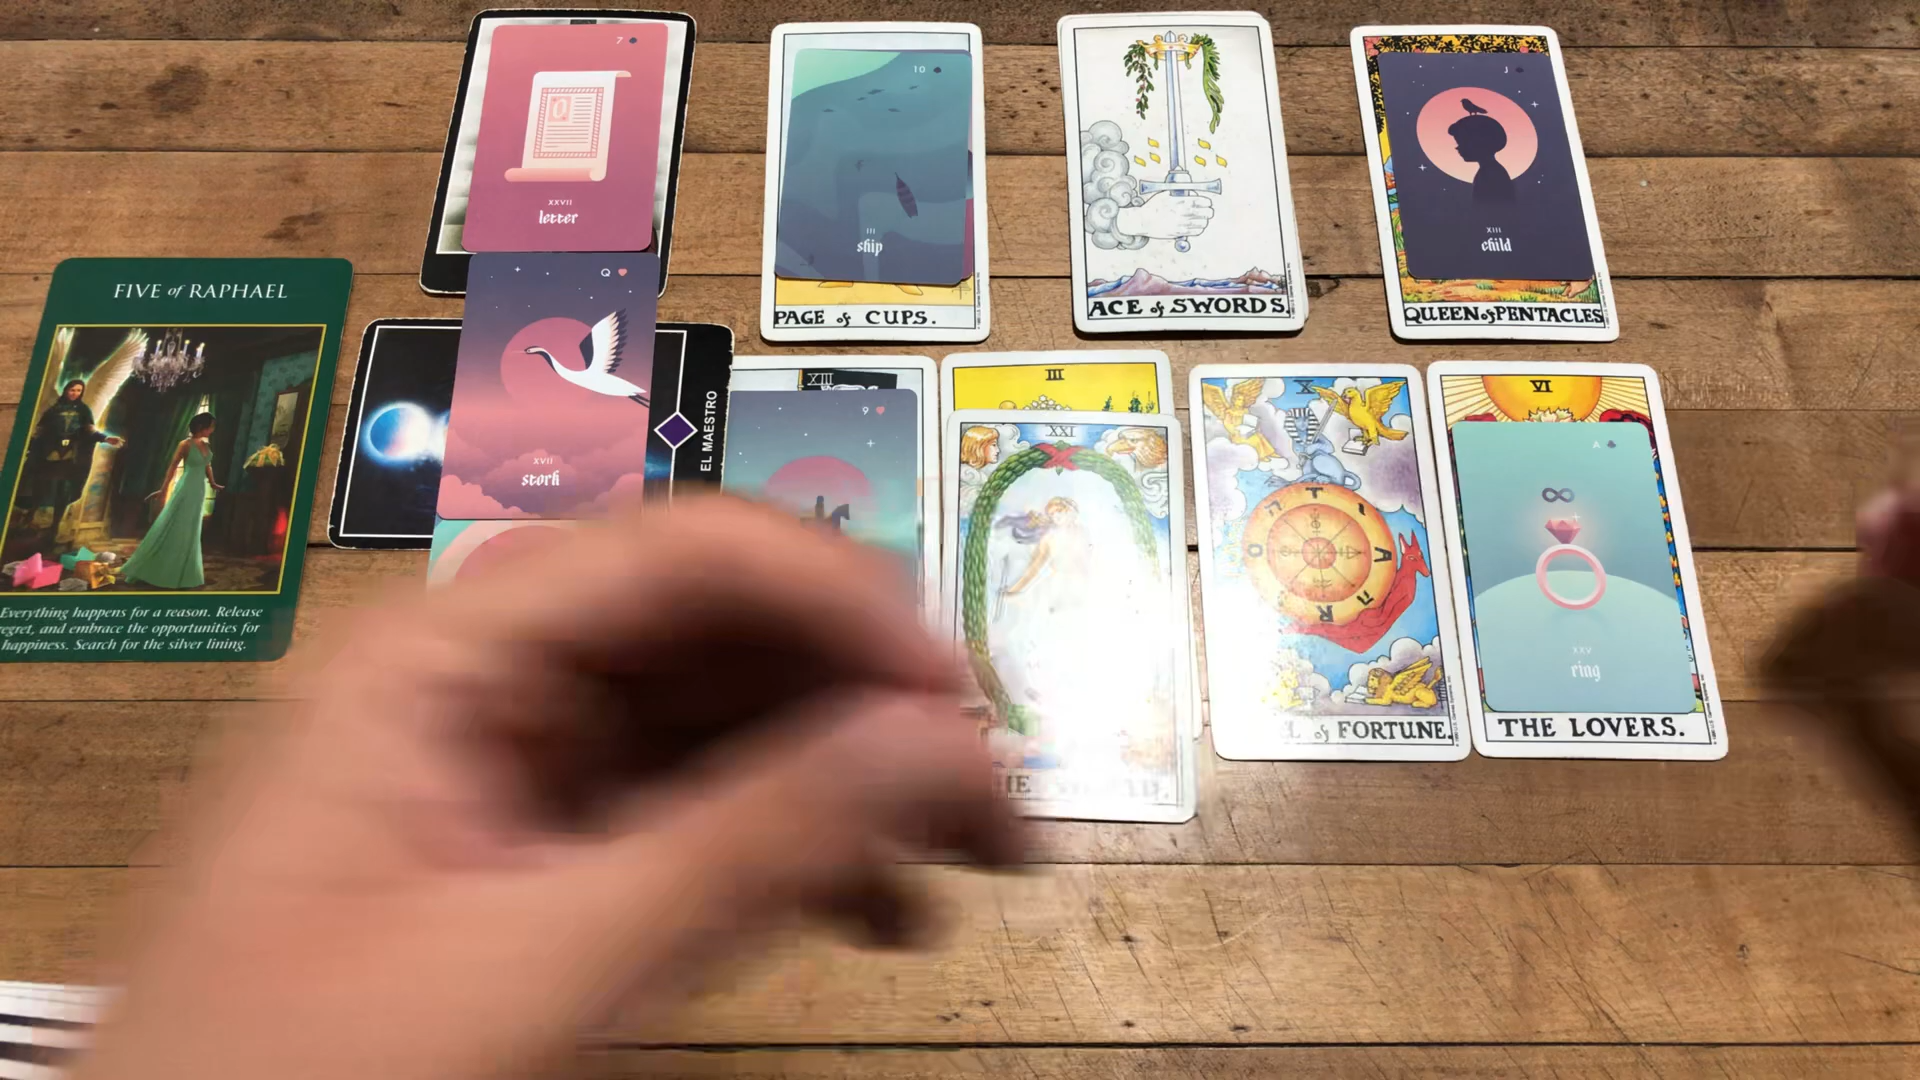 7
XXVII
letter
10
III
ship
PAGE of CUPS.
ACE of SWORDS.
J
XIII
child
QUEEN of PENTACLES
FIVE of RAPHAEL
Everything happens for a reason. Release
regret, and embrace the opportunities for
happiness. Search for the silver lining.
Q
XVII
stork
EL MAESTRO
XIII
9
III
XXI
X
T
A
R
O
of FORTUNE.
VI
A
XXV
ring
THE LOVERS.